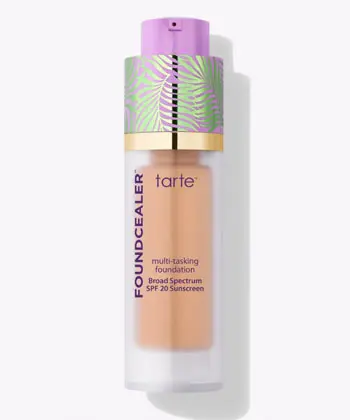 FOUNDCEALER™
tarte™
multi-tasking
foundation
Broad Spectrum
SPF 20 Sunscreen